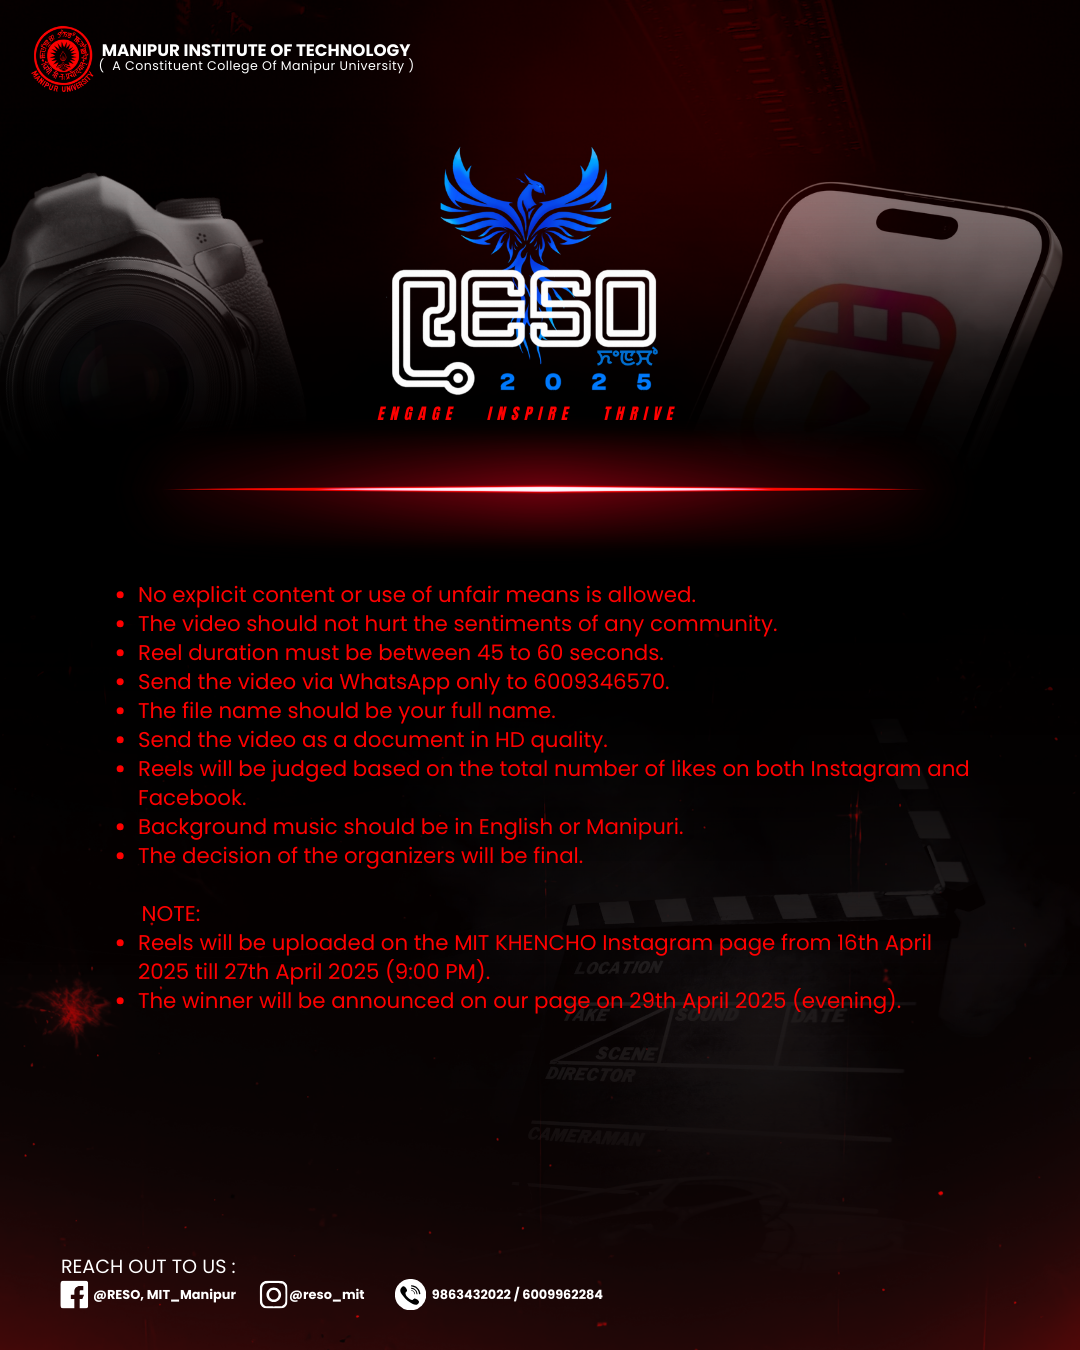 MANIPUR INSTITUTE OF TECHNOLOGY
( A Constituent College Of Manipur University )
MANIPUR UNIVERSITY
RESO
2 0 2 5
ENGAGE INSPIRE THRIVE
• No explicit content or use of unfair means is allowed.
• The video should not hurt the sentiments of any community.
• Reel duration must be between 45 to 60 seconds.
• Send the video via WhatsApp only to 6009346570.
• The file name should be your full name.
• Send the video as a document in HD quality.
• Reels will be judged based on the total number of likes on both Instagram and
Facebook.
• Background music should be in English or Manipuri.
• The decision of the organizers will be final.
NOTE:
• Reels will be uploaded on the MIT KHENCHO Instagram page from 16th April
2025 till 27th April 2025 (9:00 PM).
• The winner will be announced on our page on 29th April 2025 (evening).
LOCATION
TAKE SOUND DATE
SCENE
DIRECTOR
CAMERAMAN
REACH OUT TO US :
@RESO, MIT_Manipur @reso_mit 9863432022 / 6009962284